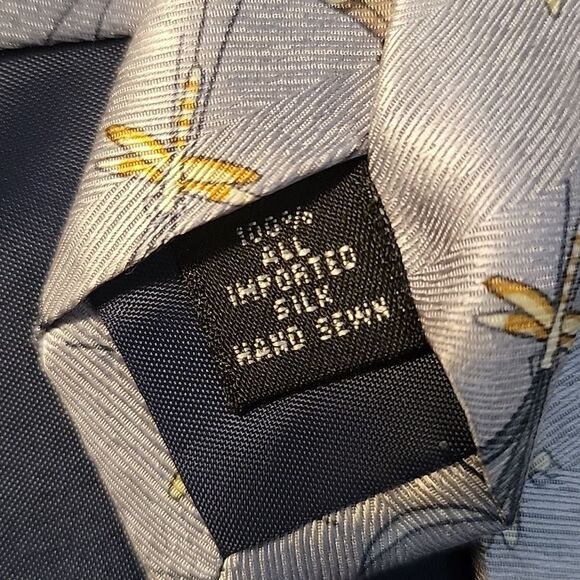 100%
ALL
IMPORTED
SILK
HAND SEWN